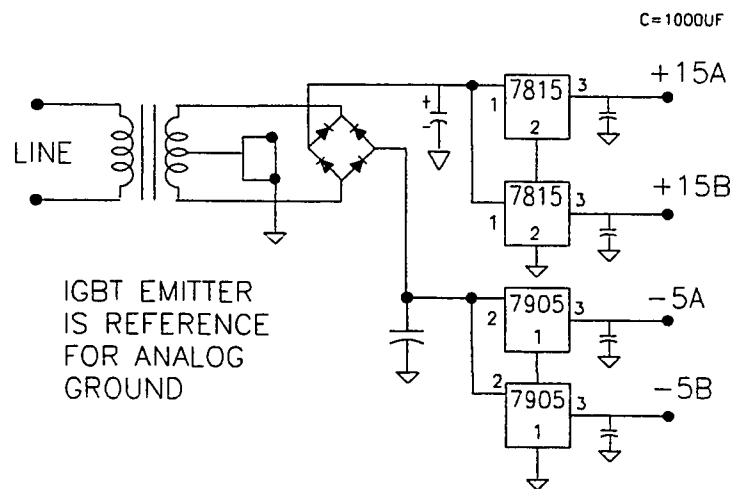 C=1000UF
+15A
7815
3
1
2
LINE
+
-
7815
3
+15B
1
2
IGBT EMITTER
IS REFERENCE
FOR ANALOG
GROUND
7905
3
-5A
2
1
2
7905
3
-5B
1